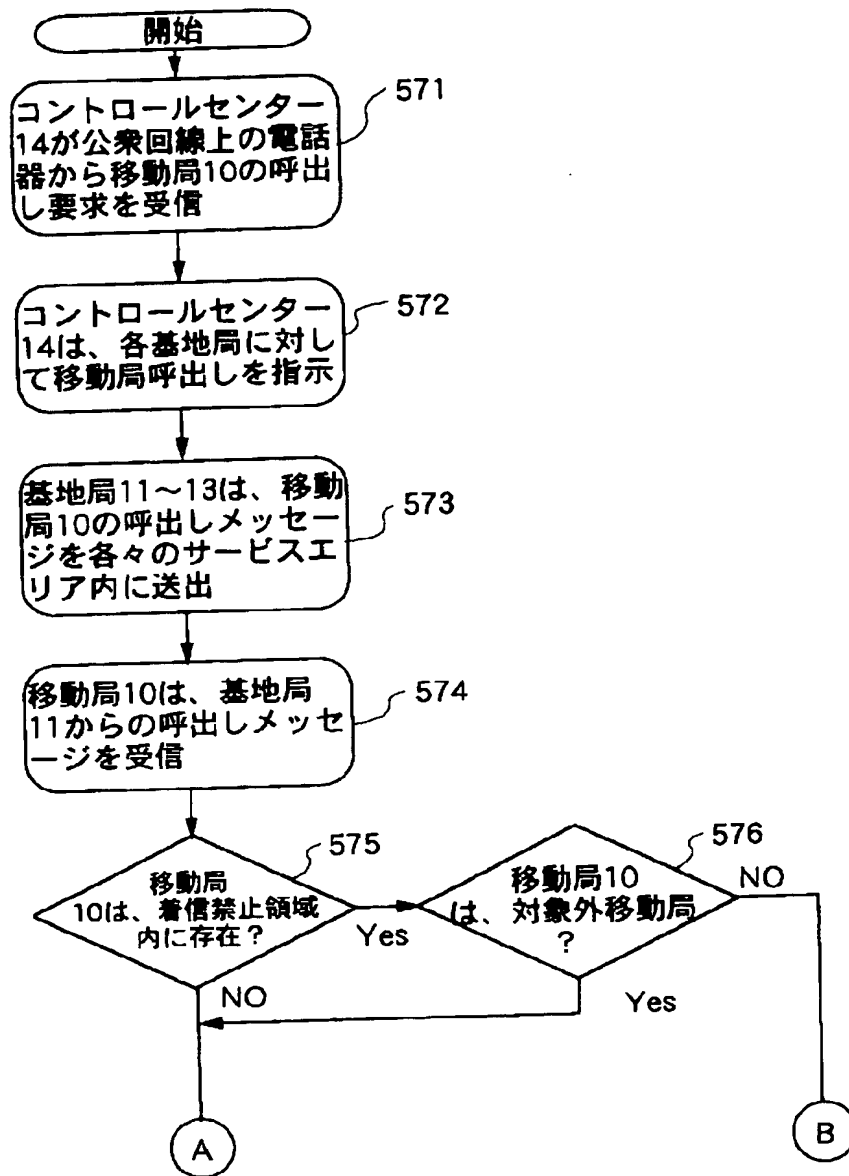 開始
コントロールセンター
14が公衆回線上の電話
器から移動局10の呼出
し要求を受信
571
コントロールセンター
14は、各基地局に対し
て移動局呼出しを指示
572
基地局11～13は、移動
局10の呼出しメッセー
ジを各々のサービスエ
リア内に送出
573
移動局10は、基地局
11からの呼出しメッセ
ージを受信
574
移動局
10は、着信禁止領域
内に存在？
575
Yes
NO
移動局10
は、対象外移動局
？
576
NO
Yes
A
B